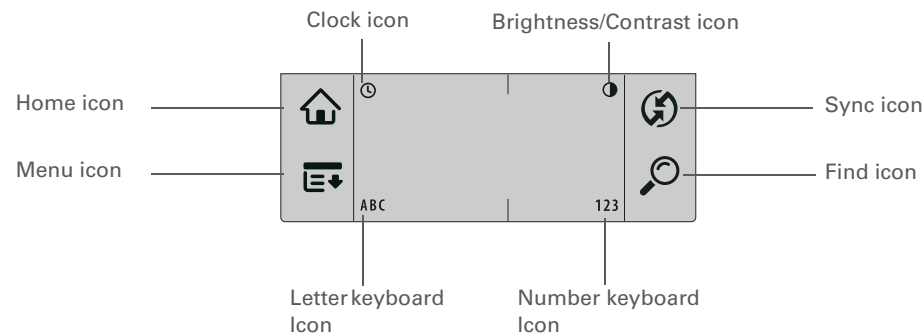 Clock icon
Brightness/Contrast icon
Home icon
Sync icon
Menu icon
Find icon
ABC
123
Letter keyboard
Icon
Number keyboard
Icon